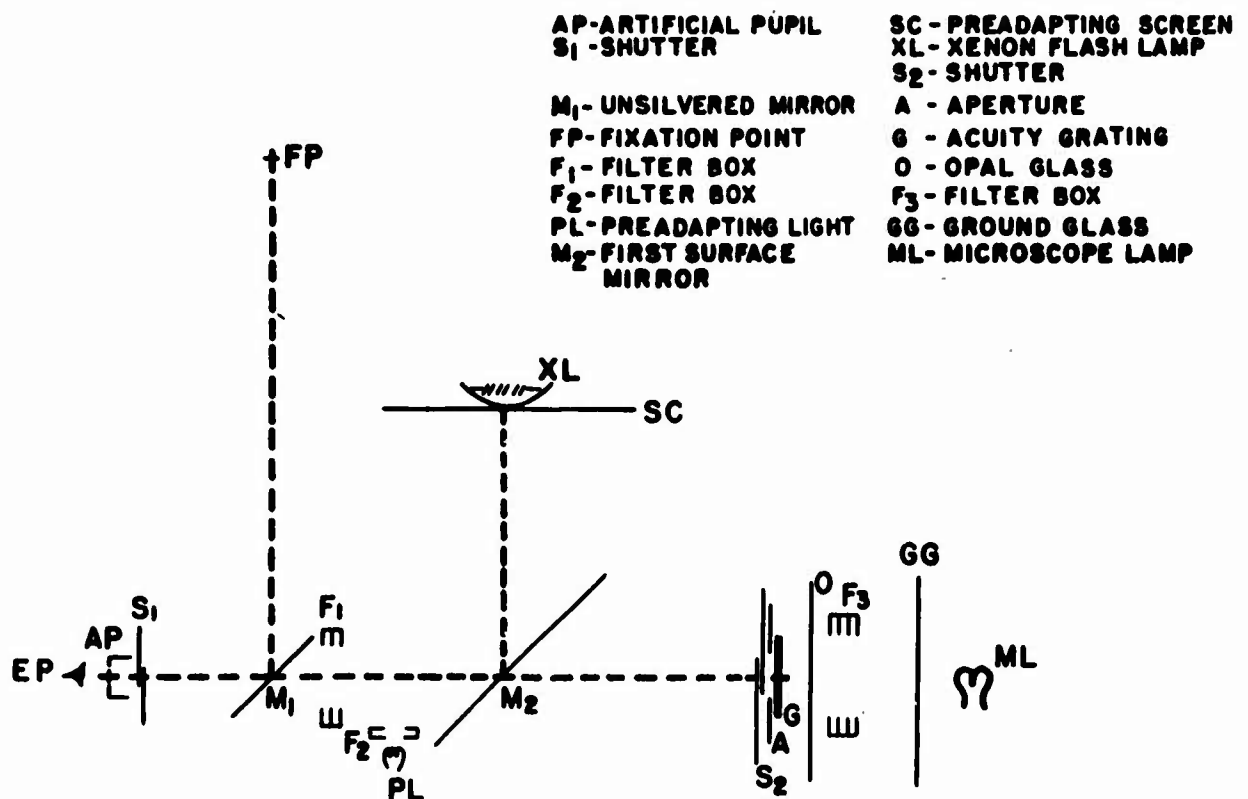 AP-ARTIFICIAL PUPIL
S1-SHUTTER
M1-UNSILVERED MIRROR
FP-FIXATION POINT
F1-FILTER BOX
F2-FILTER BOX
PL-PREADAPTING LIGHT
M2-FIRST SURFACE
MIRROR
SC-PREADAPTING SCREEN
XL-XENON FLASH LAMP
S2-SHUTTER
A - APERTURE
G - ACUITY GRATING
O - OPAL GLASS
F3-FILTER BOX
GG-GROUND GLASS
ML-MICROSCOPE LAMP
FP
XL
SC
GG
O
F3
S1
F1
AP
EP
M1
M2
ML
G
A
F2
S2
PL